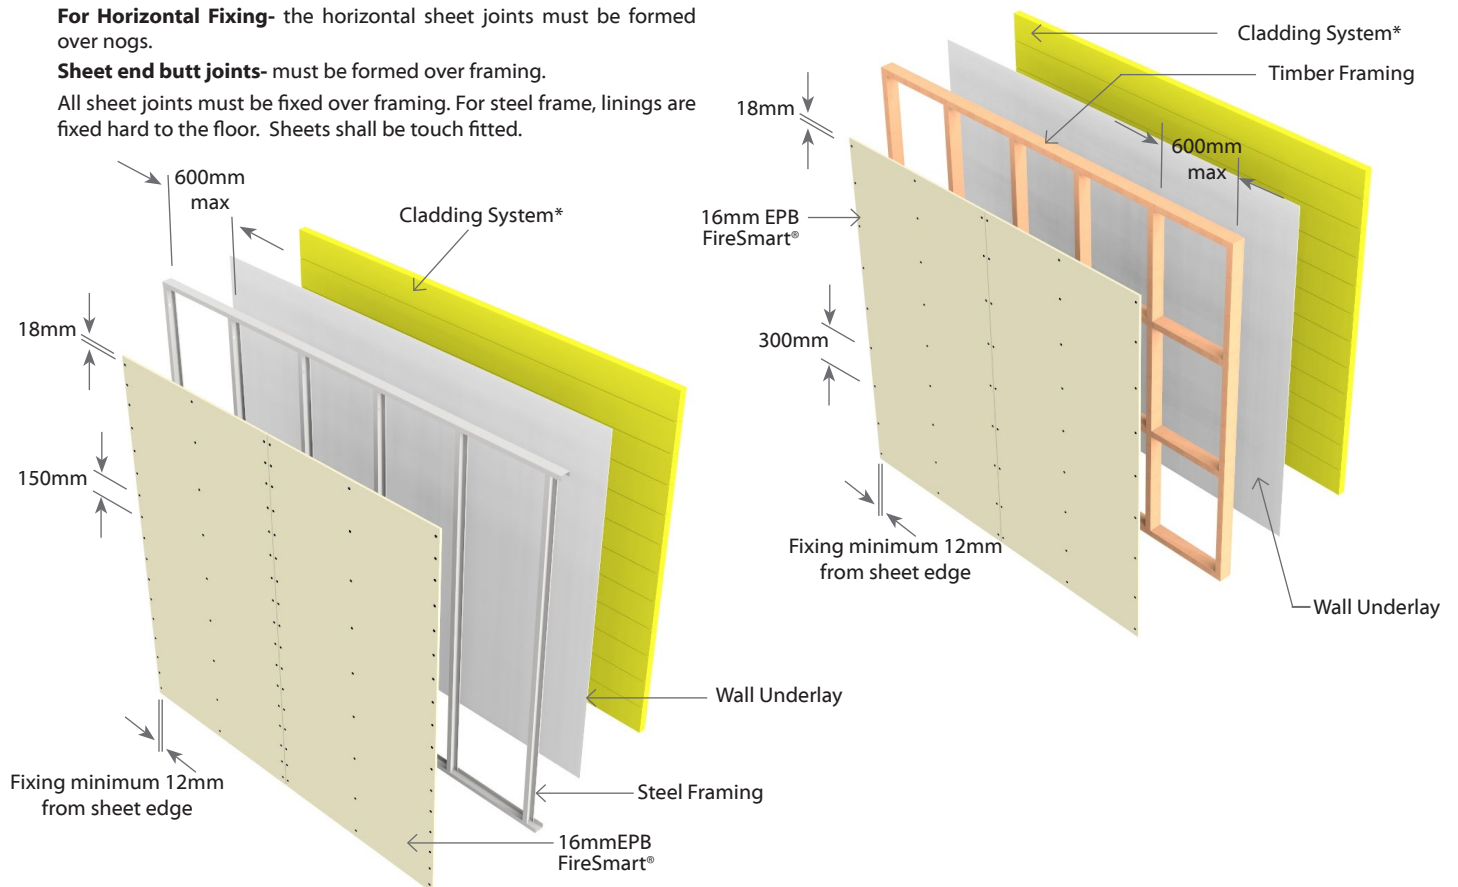 For Horizontal Fixing- the horizontal sheet joints must be formed
over nogs.
Sheet end butt joints- must be formed over framing.
All sheet joints must be fixed over framing. For steel frame, linings are
fixed hard to the floor. Sheets shall be touch fitted.
600mm
max
Cladding System*
18mm
150mm
Fixing minimum 12mm
from sheet edge
Wall Underlay
Steel Framing
16mmEPB
FireSmart®
Cladding System*
Timber Framing
18mm
600mm
max
16mm EPB
FireSmart®
300mm
Fixing minimum 12mm
from sheet edge
Wall Underlay